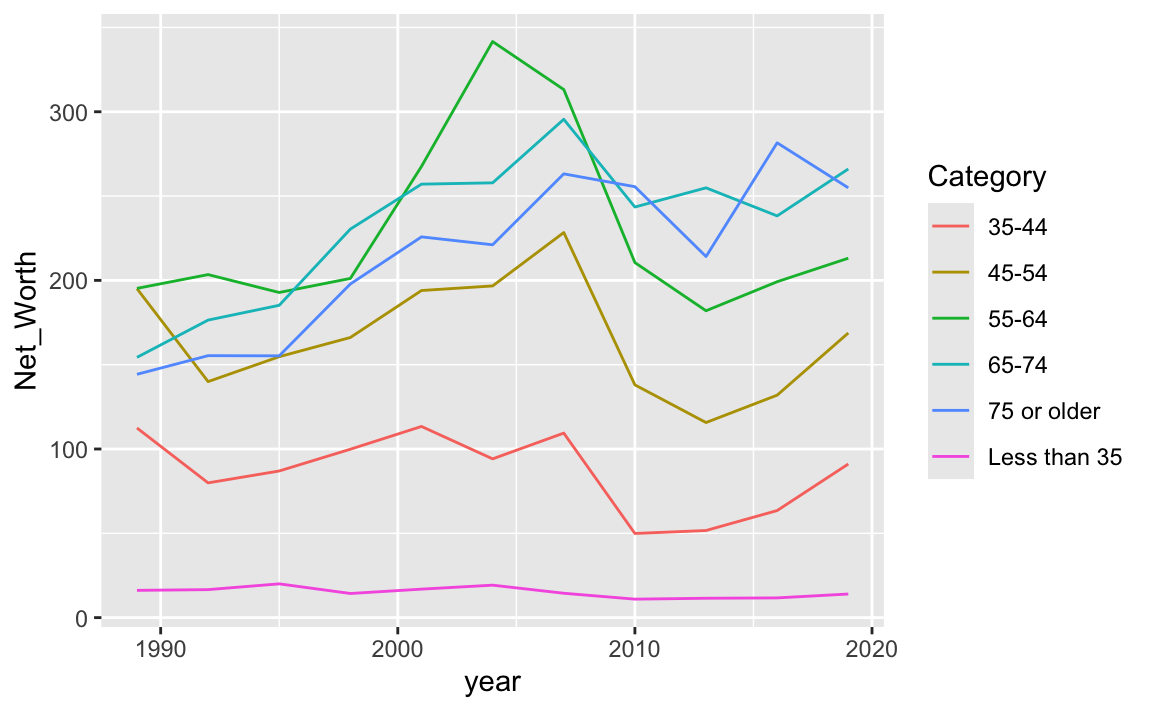 300
200
100
0
Net_Worth
1990 2000 2010 2020
year
Category
35-44
45-54
55-64
65-74
75 or older
Less than 35